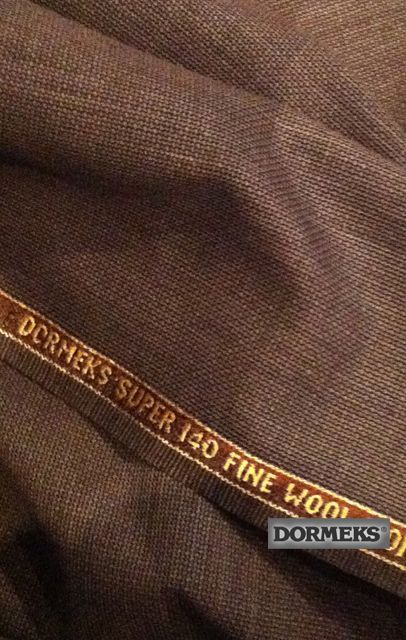 DORMEKS SUPER 140 FINE WOOL
DORMEKS®